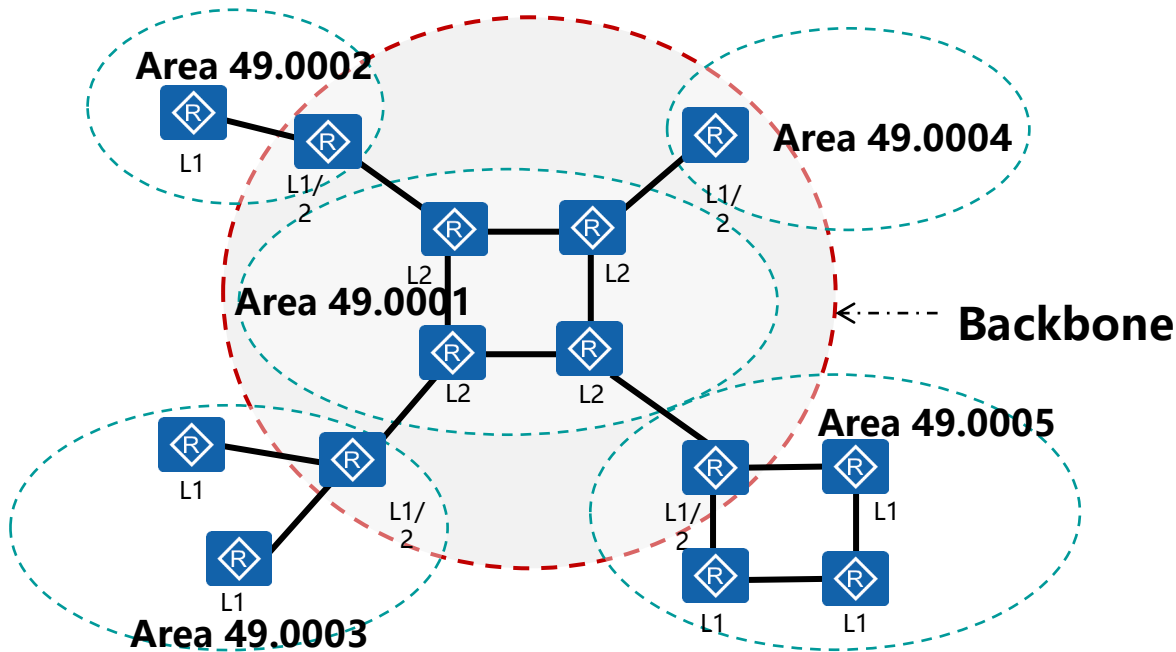 Area 49.0002
R
R
L1
L1/
2
R
Area 49.0004
L1/
2
R
R
L2
L2
Area 49.0001
Backbone
R
R
L2
L2
Area 49.0005
R
R
L1
L1/
2
R
R
L1
L1/
2
R
L1
R
R
L1
L1
Area 49.0003